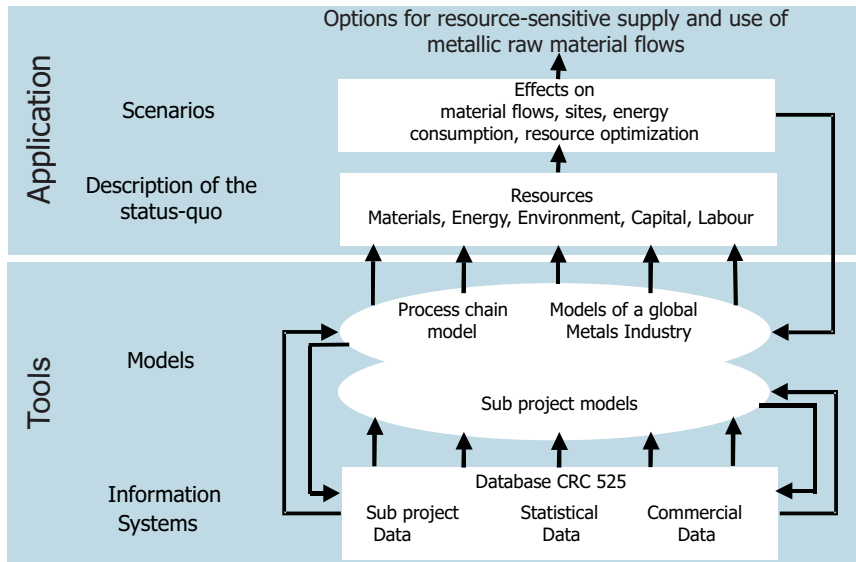 Options for resource-sensitive supply and use of
metallic raw material flows
Application
Scenarios
Effects on
material flows, sites, energy
consumption, resource optimization
Description of the
status-quo
Resources
Materials, Energy, Environment, Capital, Labour
Tools
Models
Process chain
model
Models of a global
Metals Industry
Sub project models
Information
Systems
Database CRC 525
Sub project
Data
Statistical
Data
Commercial
Data